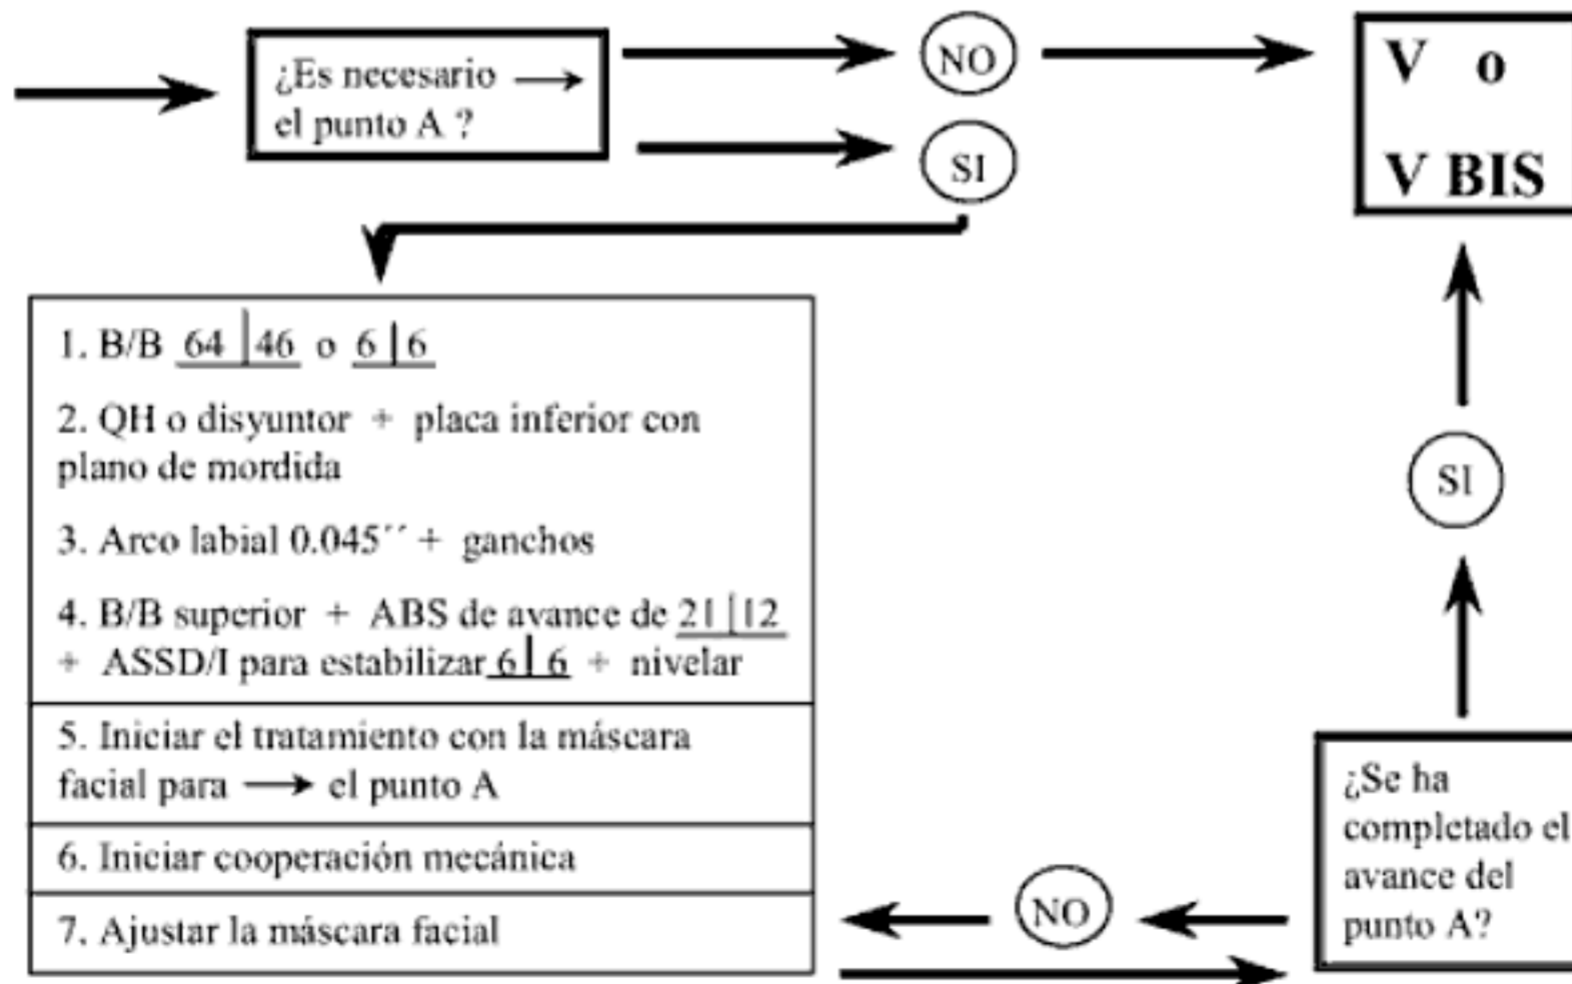 ¿Es necesario →
el punto A ?
NO
SI
V o
V BIS
1. B/B 64|46 o 6|6
2. QH o disyuntor + placa inferior con
plano de mordida
3. Arco labial 0.045´´ + ganchos
4. B/B superior + ABS de avance de 21|12
+ ASSD/I para estabilizar 6|6 + nivelar
5. Iniciar el tratamiento con la máscara
facial para → el punto A
6. Iniciar cooperación mecánica
7. Ajustar la máscara facial
NO
¿Se ha
completado el
avance del
punto A?
SI